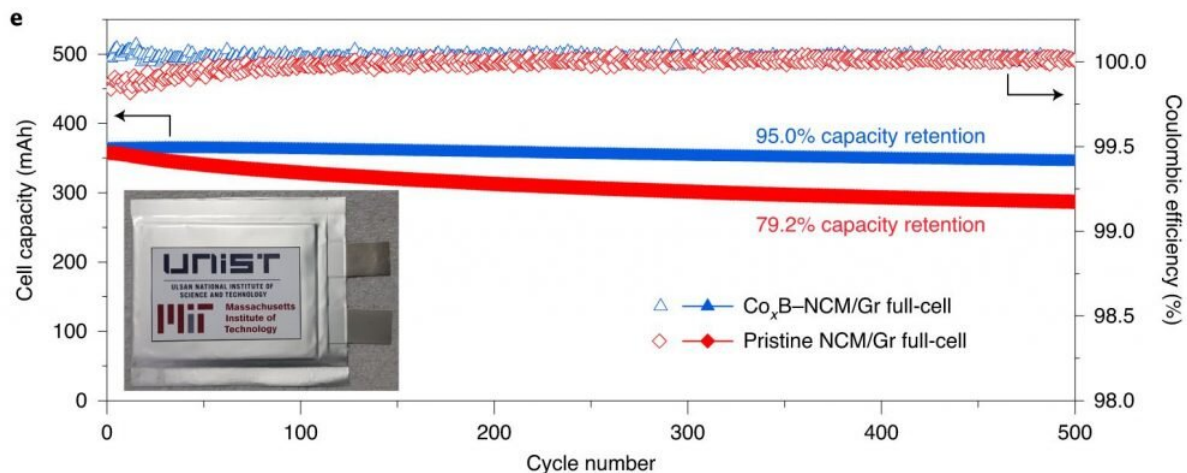 e
500
400
300
200
100
0
Cell capacity (mAh)
100.0
99.5
99.0
98.5
98.0
Coulombic efficiency (%)
95.0% capacity retention
79.2% capacity retention
UNIST
ULSAN NATIONAL INSTITUTE OF
SCIENCE AND TECHNOLOGY
MIT
Massachusetts
Institute of
Technology
CoₓB–NCM/Gr full-cell
Pristine NCM/Gr full-cell
0
100
200
300
400
500
Cycle number